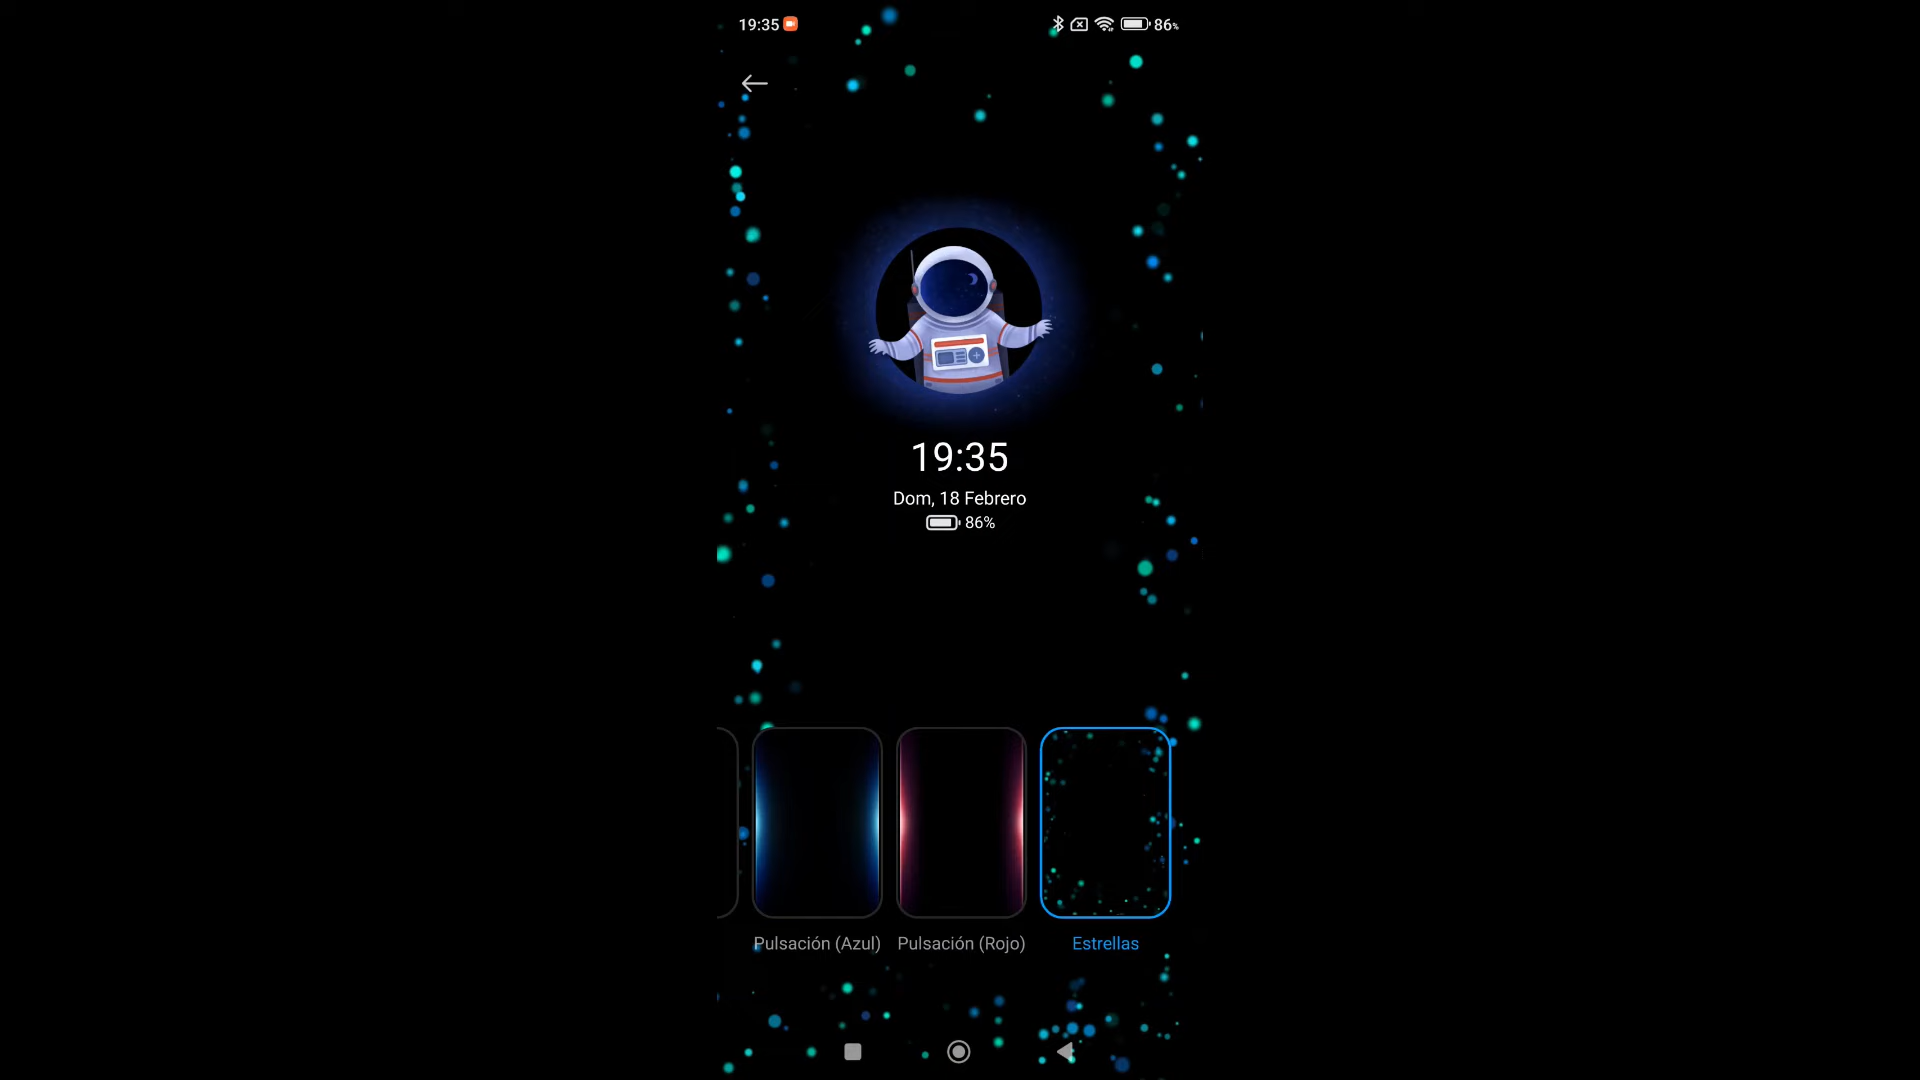 19:35
86%
19:35
Dom, 18 Febrero
86%
Pulsación (Azul)
Pulsación (Rojo)
Estrellas